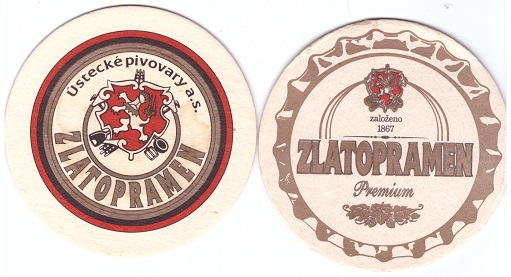 Ústecké pivovary a.s.
ZLATOPRAMEN
založeno
1867
ZLATOPRAMEN
Premium